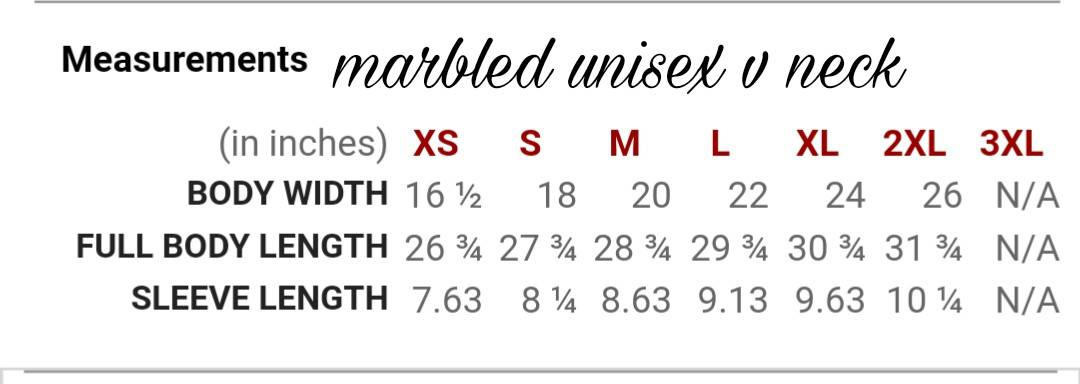 Measurements marbled unisex v neck
(in inches) XS S M L XL 2XL 3XL
BODY WIDTH 16 ½ 18 20 22 24 26 N/A
FULL BODY LENGTH 26 ¾ 27 ¾ 28 ¾ 29 ¾ 30 ¾ 31 ¾ N/A
SLEEVE LENGTH 7.63 8 ¼ 8.63 9.13 9.63 10 ¼ N/A